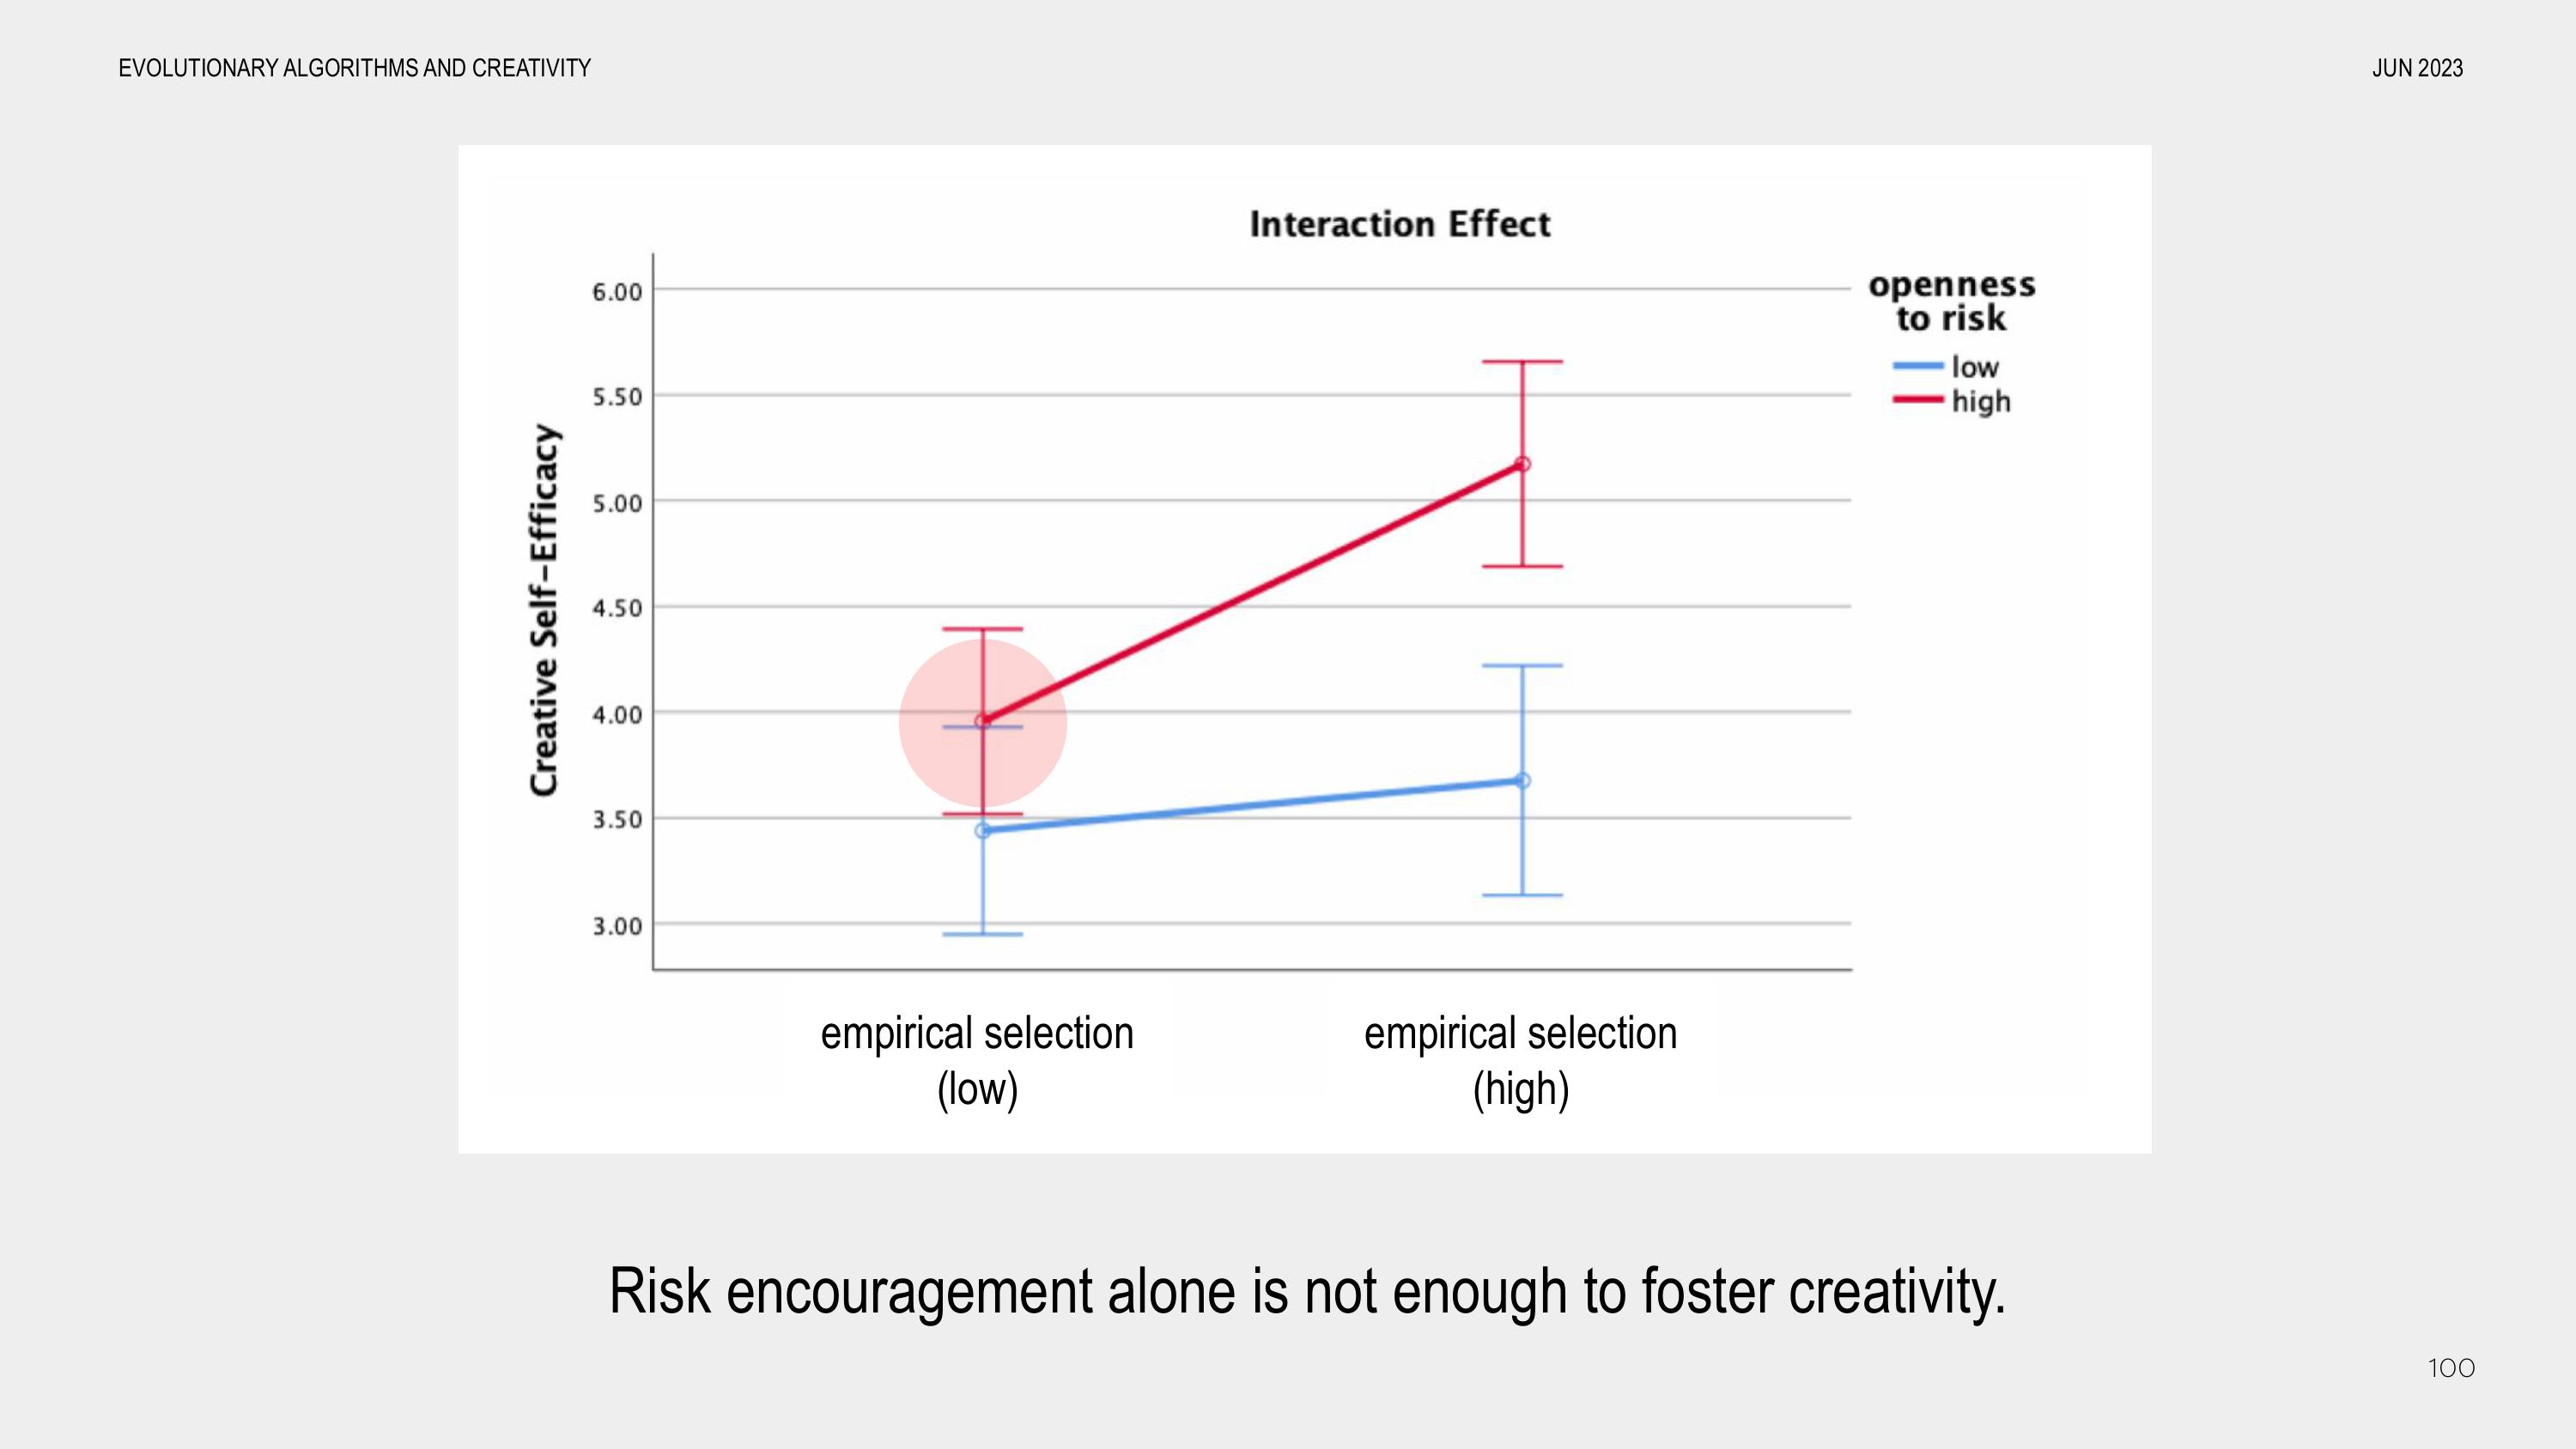 EVOLUTIONARY ALGORITHMS AND CREATIVITY
JUN 2023
Interaction Effect
openness
to risk
low
high
Creative Self-Efficacy
6.00
5.50
5.00
4.50
4.00
3.50
3.00
empirical selection
(low)
empirical selection
(high)
Risk encouragement alone is not enough to foster creativity.
100